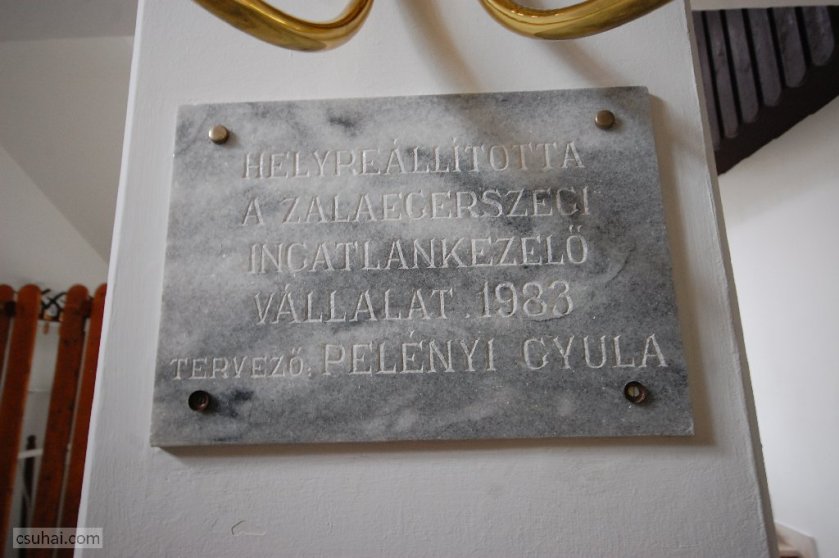 HELYREÁLLÍTOTTA
A ZALAEGERSZEGI
INGATLANKEZELŐ
VÁLLALAT. 1983
TERVEZŐ: PELÉNYI GYULA
csuhai.com